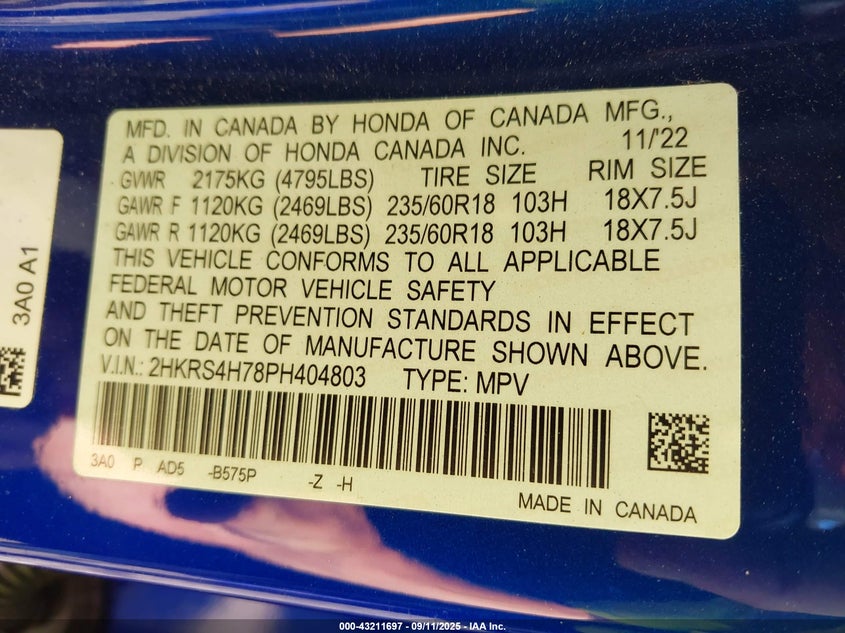 MFD. IN CANADA BY HONDA OF CANADA MFG.,
A DIVISION OF HONDA CANADA INC. 11/'22
GVWR 2175KG (4795LBS) TIRE SIZE RIM SIZE
GAWR F 1120KG (2469LBS) 235/60R18 103H 18X7.5J
GAWR R 1120KG (2469LBS) 235/60R18 103H 18X7.5J
THIS VEHICLE CONFORMS TO ALL APPLICABLE
FEDERAL MOTOR VEHICLE SAFETY
AND THEFT PREVENTION STANDARDS IN EFFECT
ON THE DATE OF MANUFACTURE SHOWN ABOVE.
V.I.N.: 2HKRS4H78PH404803 TYPE: MPV
3A0 P AD5 -B575P -Z -H
MADE IN CANADA
3A0 A1
000-43211697 - 09/11/2025 - IAA Inc.